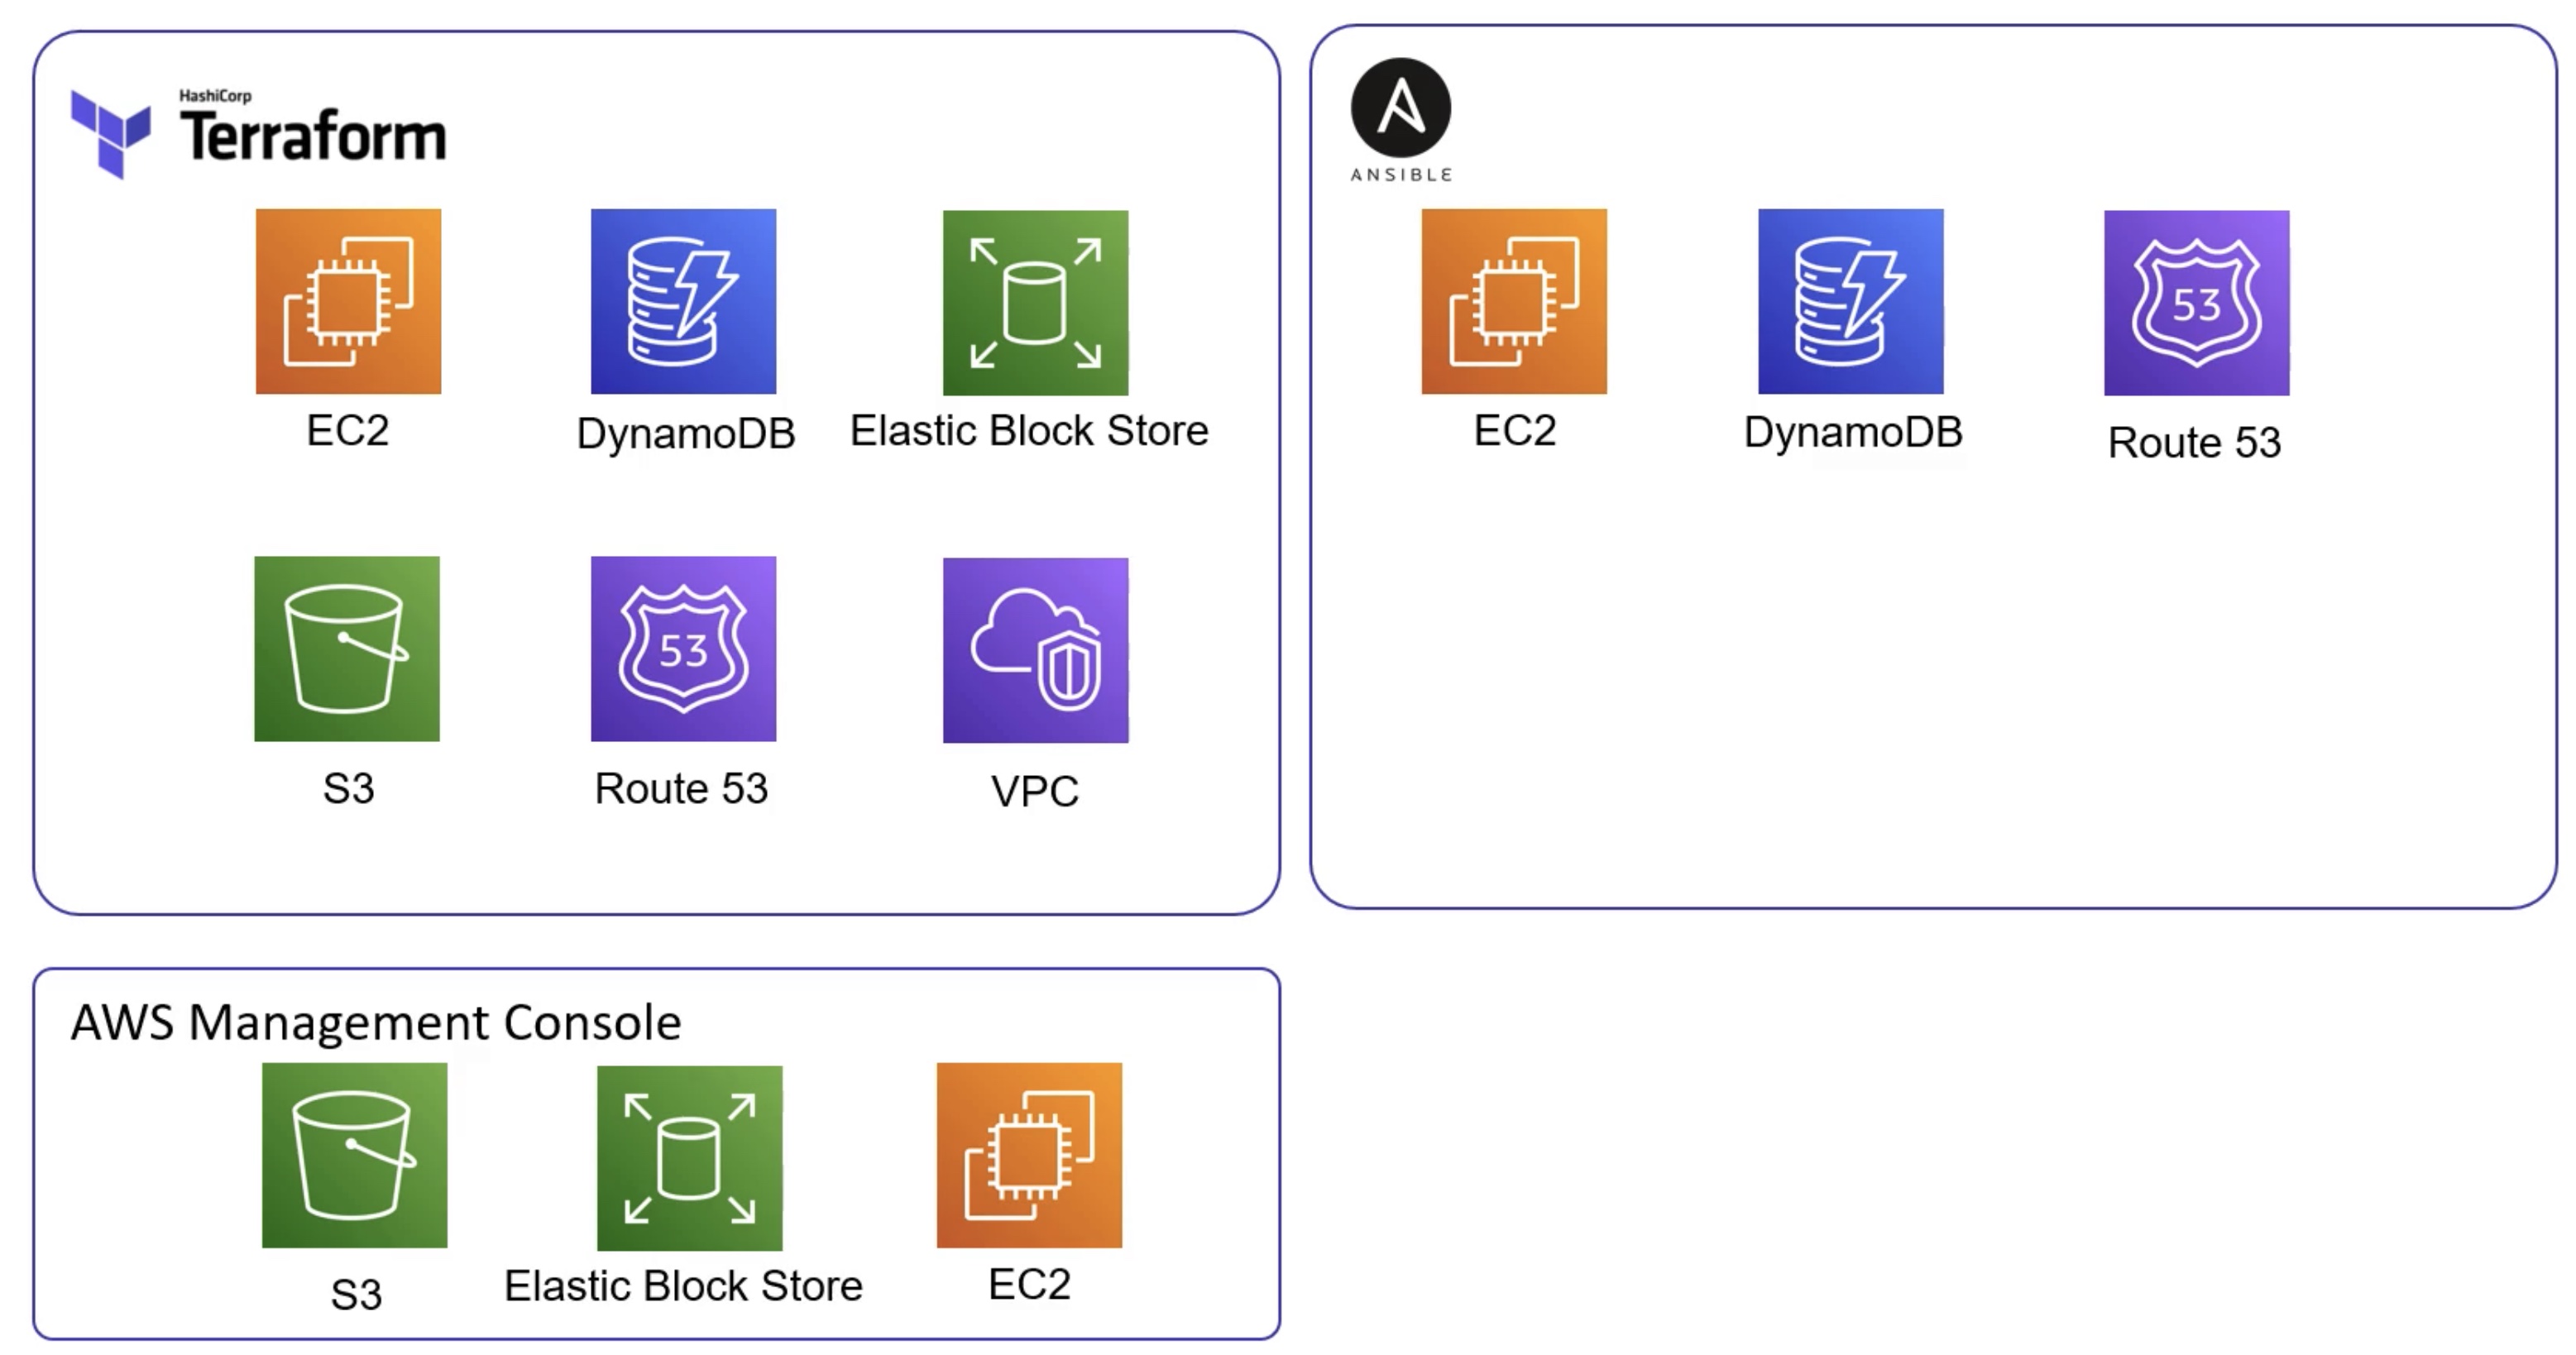 HashiCorp
Terraform
EC2
DynamoDB
Elastic Block Store
S3
53
Route 53
VPC
ANSIBLE
EC2
DynamoDB
53
Route 53
AWS Management Console
S3
Elastic Block Store
EC2